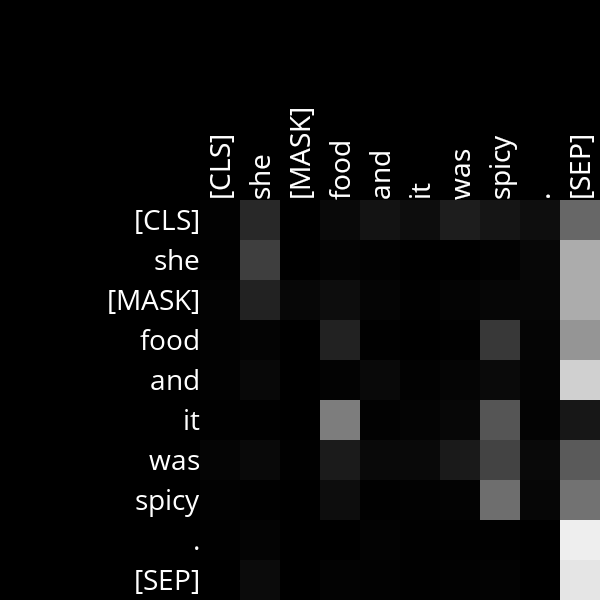 [CLS] she [MASK] food and it was spicy . [SEP]
[CLS]
she
[MASK]
food
and
it
was
spicy
.
[SEP]